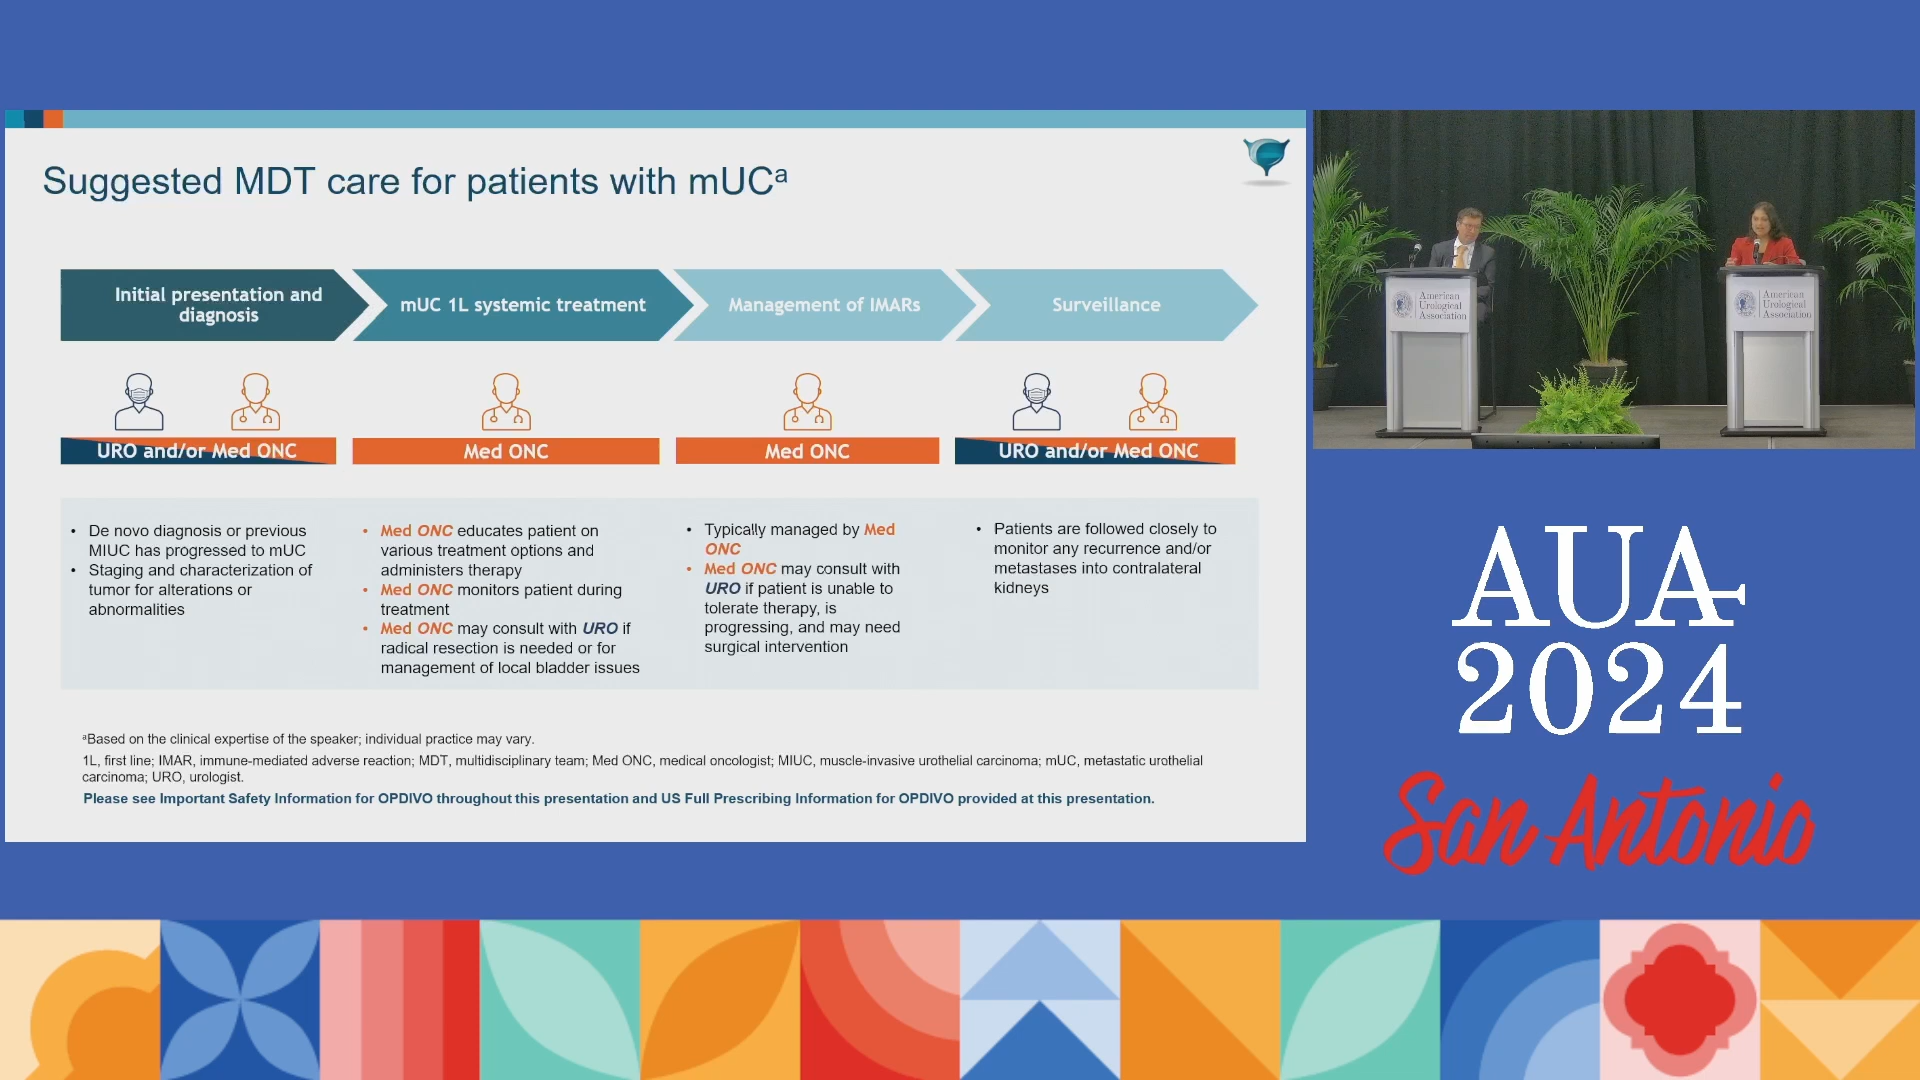 Suggested MDT care for patients with mUCᵃ
Initial presentation and
diagnosis
mUC 1L systemic treatment
Management of IMARs
Surveillance
URO and/or Med ONC
Med ONC
Med ONC
URO and/or Med ONC
• De novo diagnosis or previous
MIUC has progressed to mUC
• Staging and characterization of
tumor for alterations or
abnormalities
• Med ONC educates patient on
various treatment options and
administers therapy
• Med ONC monitors patient during
treatment
• Med ONC may consult with URO if
radical resection is needed or for
management of local bladder issues
• Typically managed by Med
ONC
• Med ONC may consult with
URO if patient is unable to
tolerate therapy, is
progressing, and may need
surgical intervention
• Patients are followed closely to
monitor any recurrence and/or
metastases into contralateral
kidneys
ᵃBased on the clinical expertise of the speaker; individual practice may vary.
1L, first line; IMAR, immune-mediated adverse reaction; MDT, multidisciplinary team; Med ONC, medical oncologist; MIUC, muscle-invasive urothelial carcinoma; mUC, metastatic urothelial
carcinoma; URO, urologist.
Please see Important Safety Information for OPDIVO throughout this presentation and US Full Prescribing Information for OPDIVO provided at this presentation.
American
Urological
Association
American
Urological
Association
AUA
2024
San Antonio